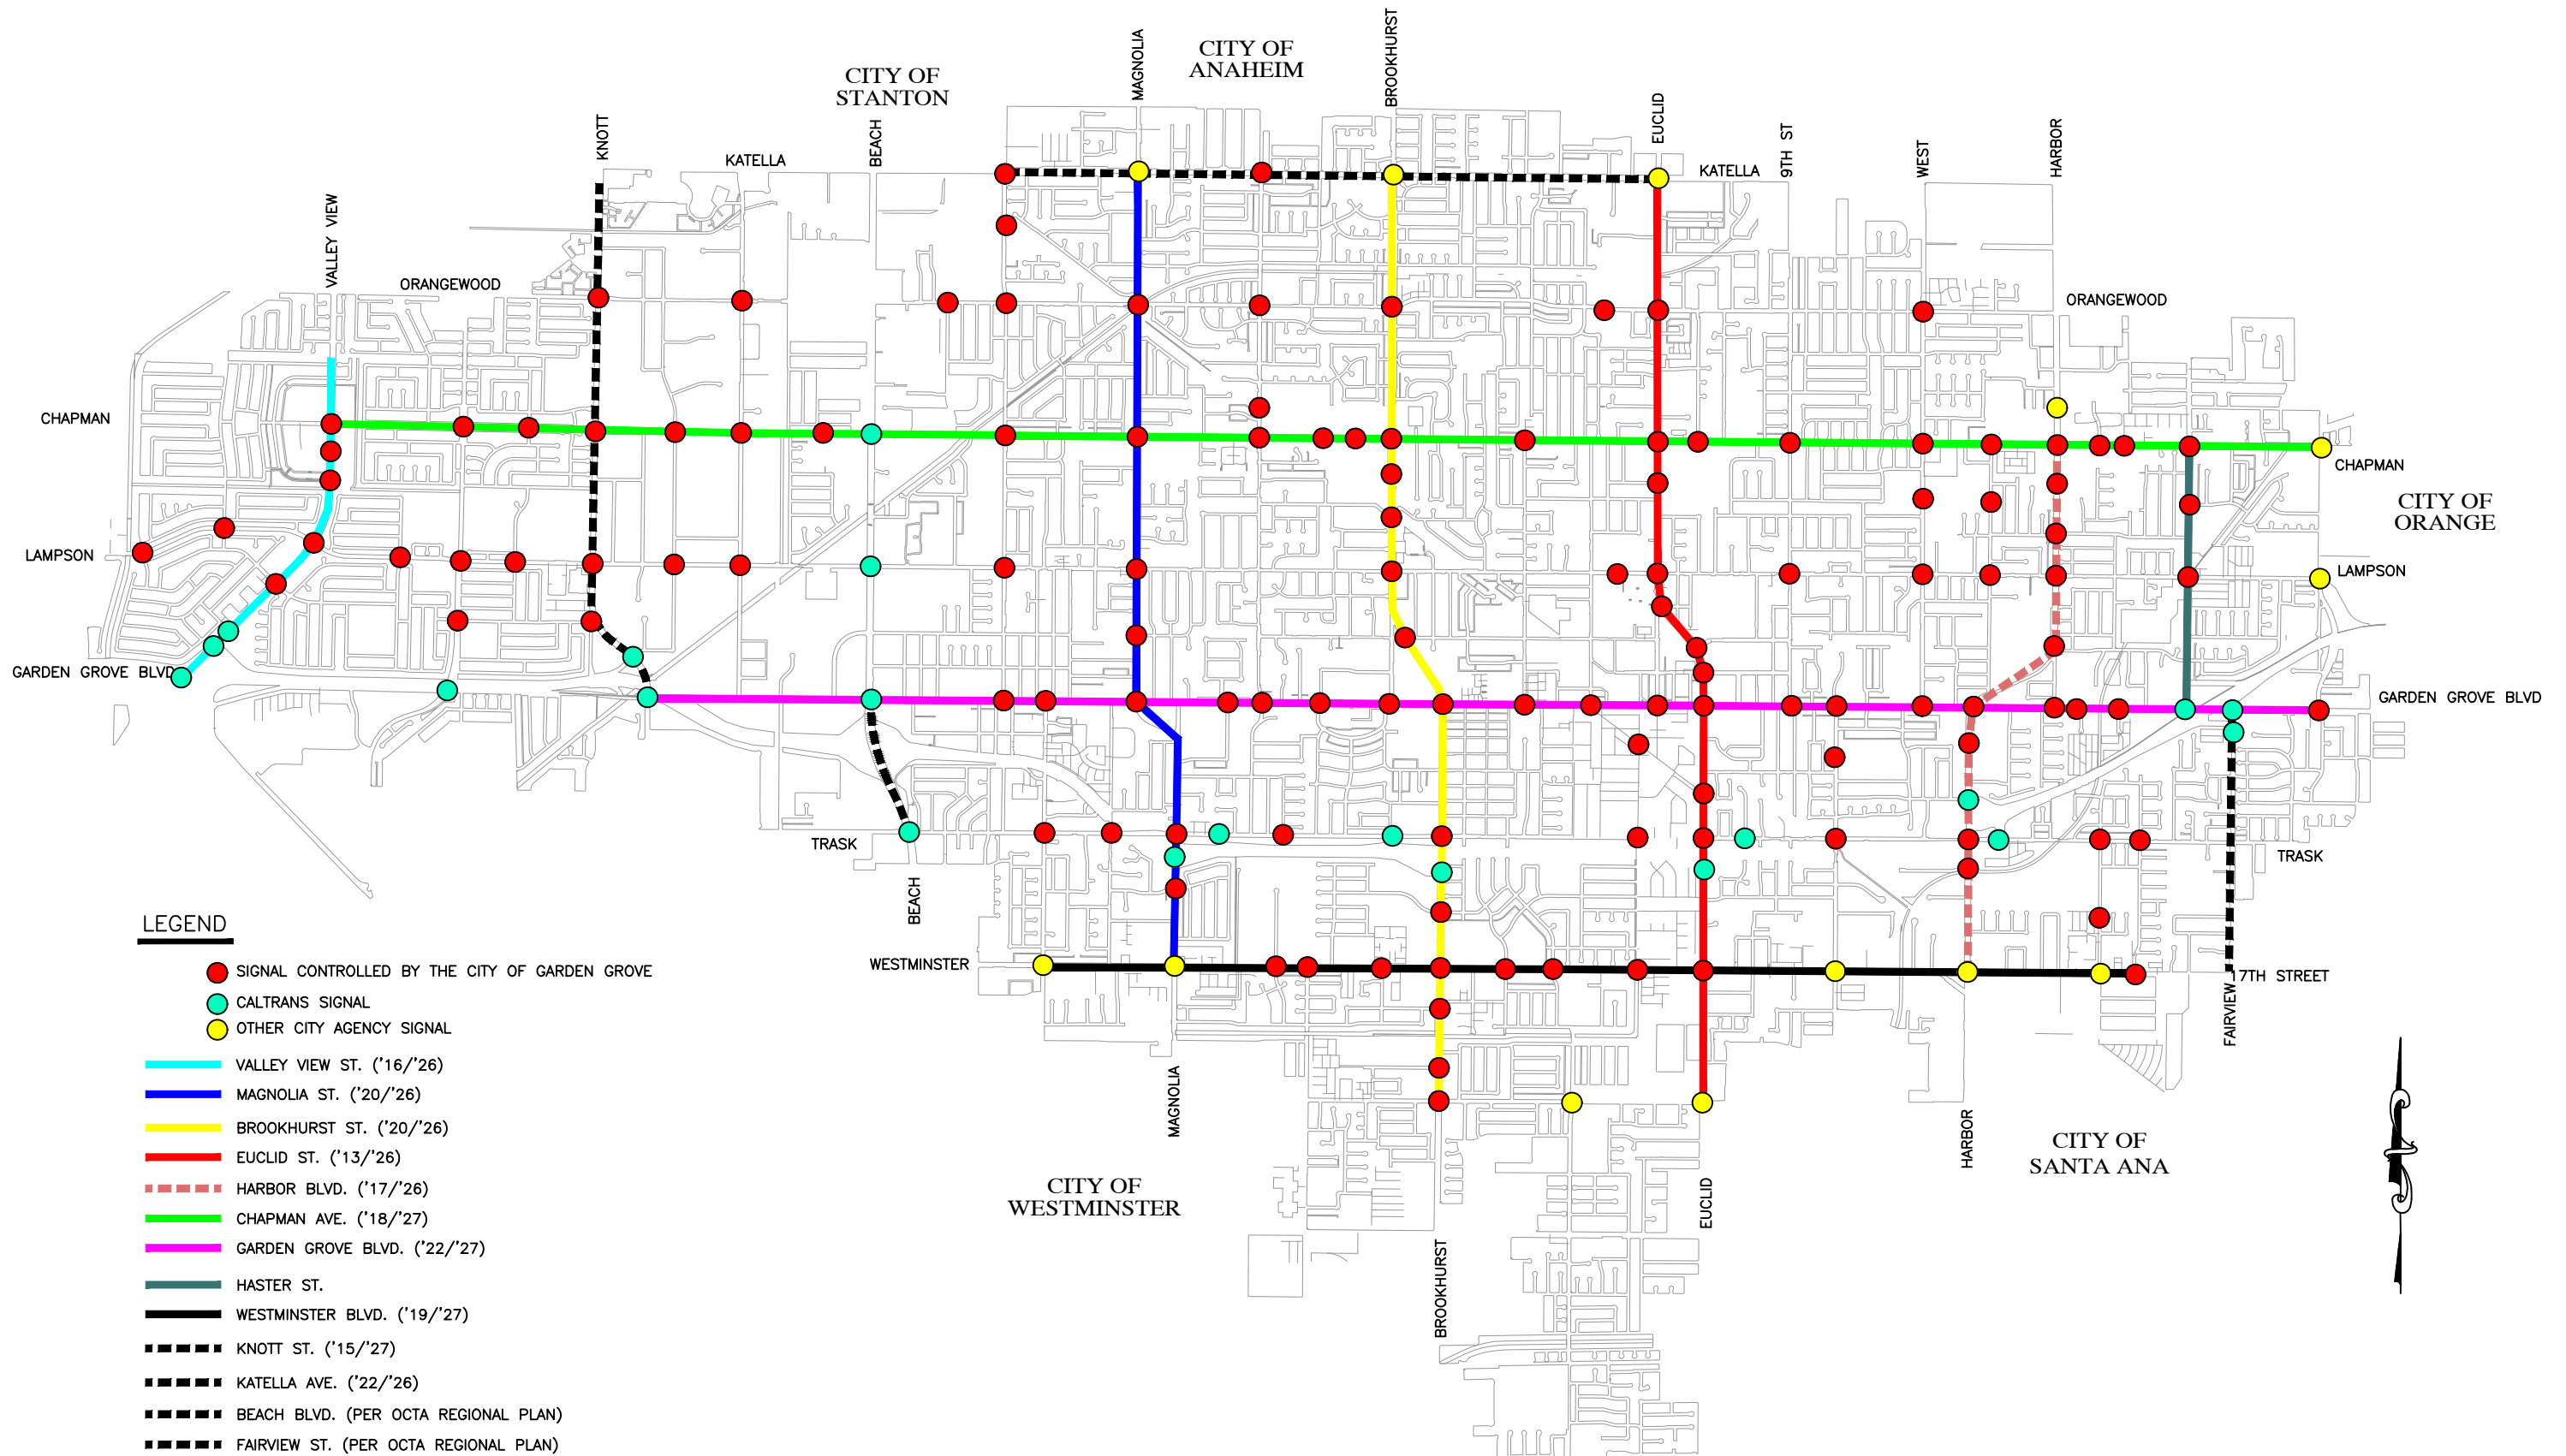 CITY OF
STANTON
CITY OF
ANAHEIM
MAGNOLIA
BROOKHURST
KNOTT
KATELLA
BEACH
EUCLID
KATELLA
9TH ST
WEST
HARBOR
VALLEY VIEW
ORANGEWOOD
ORANGEWOOD
CHAPMAN
CHAPMAN
CITY OF
ORANGE
LAMPSON
LAMPSON
GARDEN GROVE BLVD
GARDEN GROVE BLVD
TRASK
TRASK
BEACH
WESTMINSTER
17TH STREET
FAIRVIEW
MAGNOLIA
HARBOR
CITY OF
SANTA ANA
CITY OF
WESTMINSTER
EUCLID
BROOKHURST
LEGEND
SIGNAL CONTROLLED BY THE CITY OF GARDEN GROVE
CALTRANS SIGNAL
OTHER CITY AGENCY SIGNAL
VALLEY VIEW ST. ('16/'26)
MAGNOLIA ST. ('20/'26)
BROOKHURST ST. ('20/'26)
EUCLID ST. ('13/'26)
HARBOR BLVD. ('17/'26)
CHAPMAN AVE. ('18/'27)
GARDEN GROVE BLVD. ('22/'27)
HASTER ST.
WESTMINSTER BLVD. ('19/'27)
KNOTT ST. ('15/'27)
KATELLA AVE. ('22/'26)
BEACH BLVD. (PER OCTA REGIONAL PLAN)
FAIRVIEW ST. (PER OCTA REGIONAL PLAN)